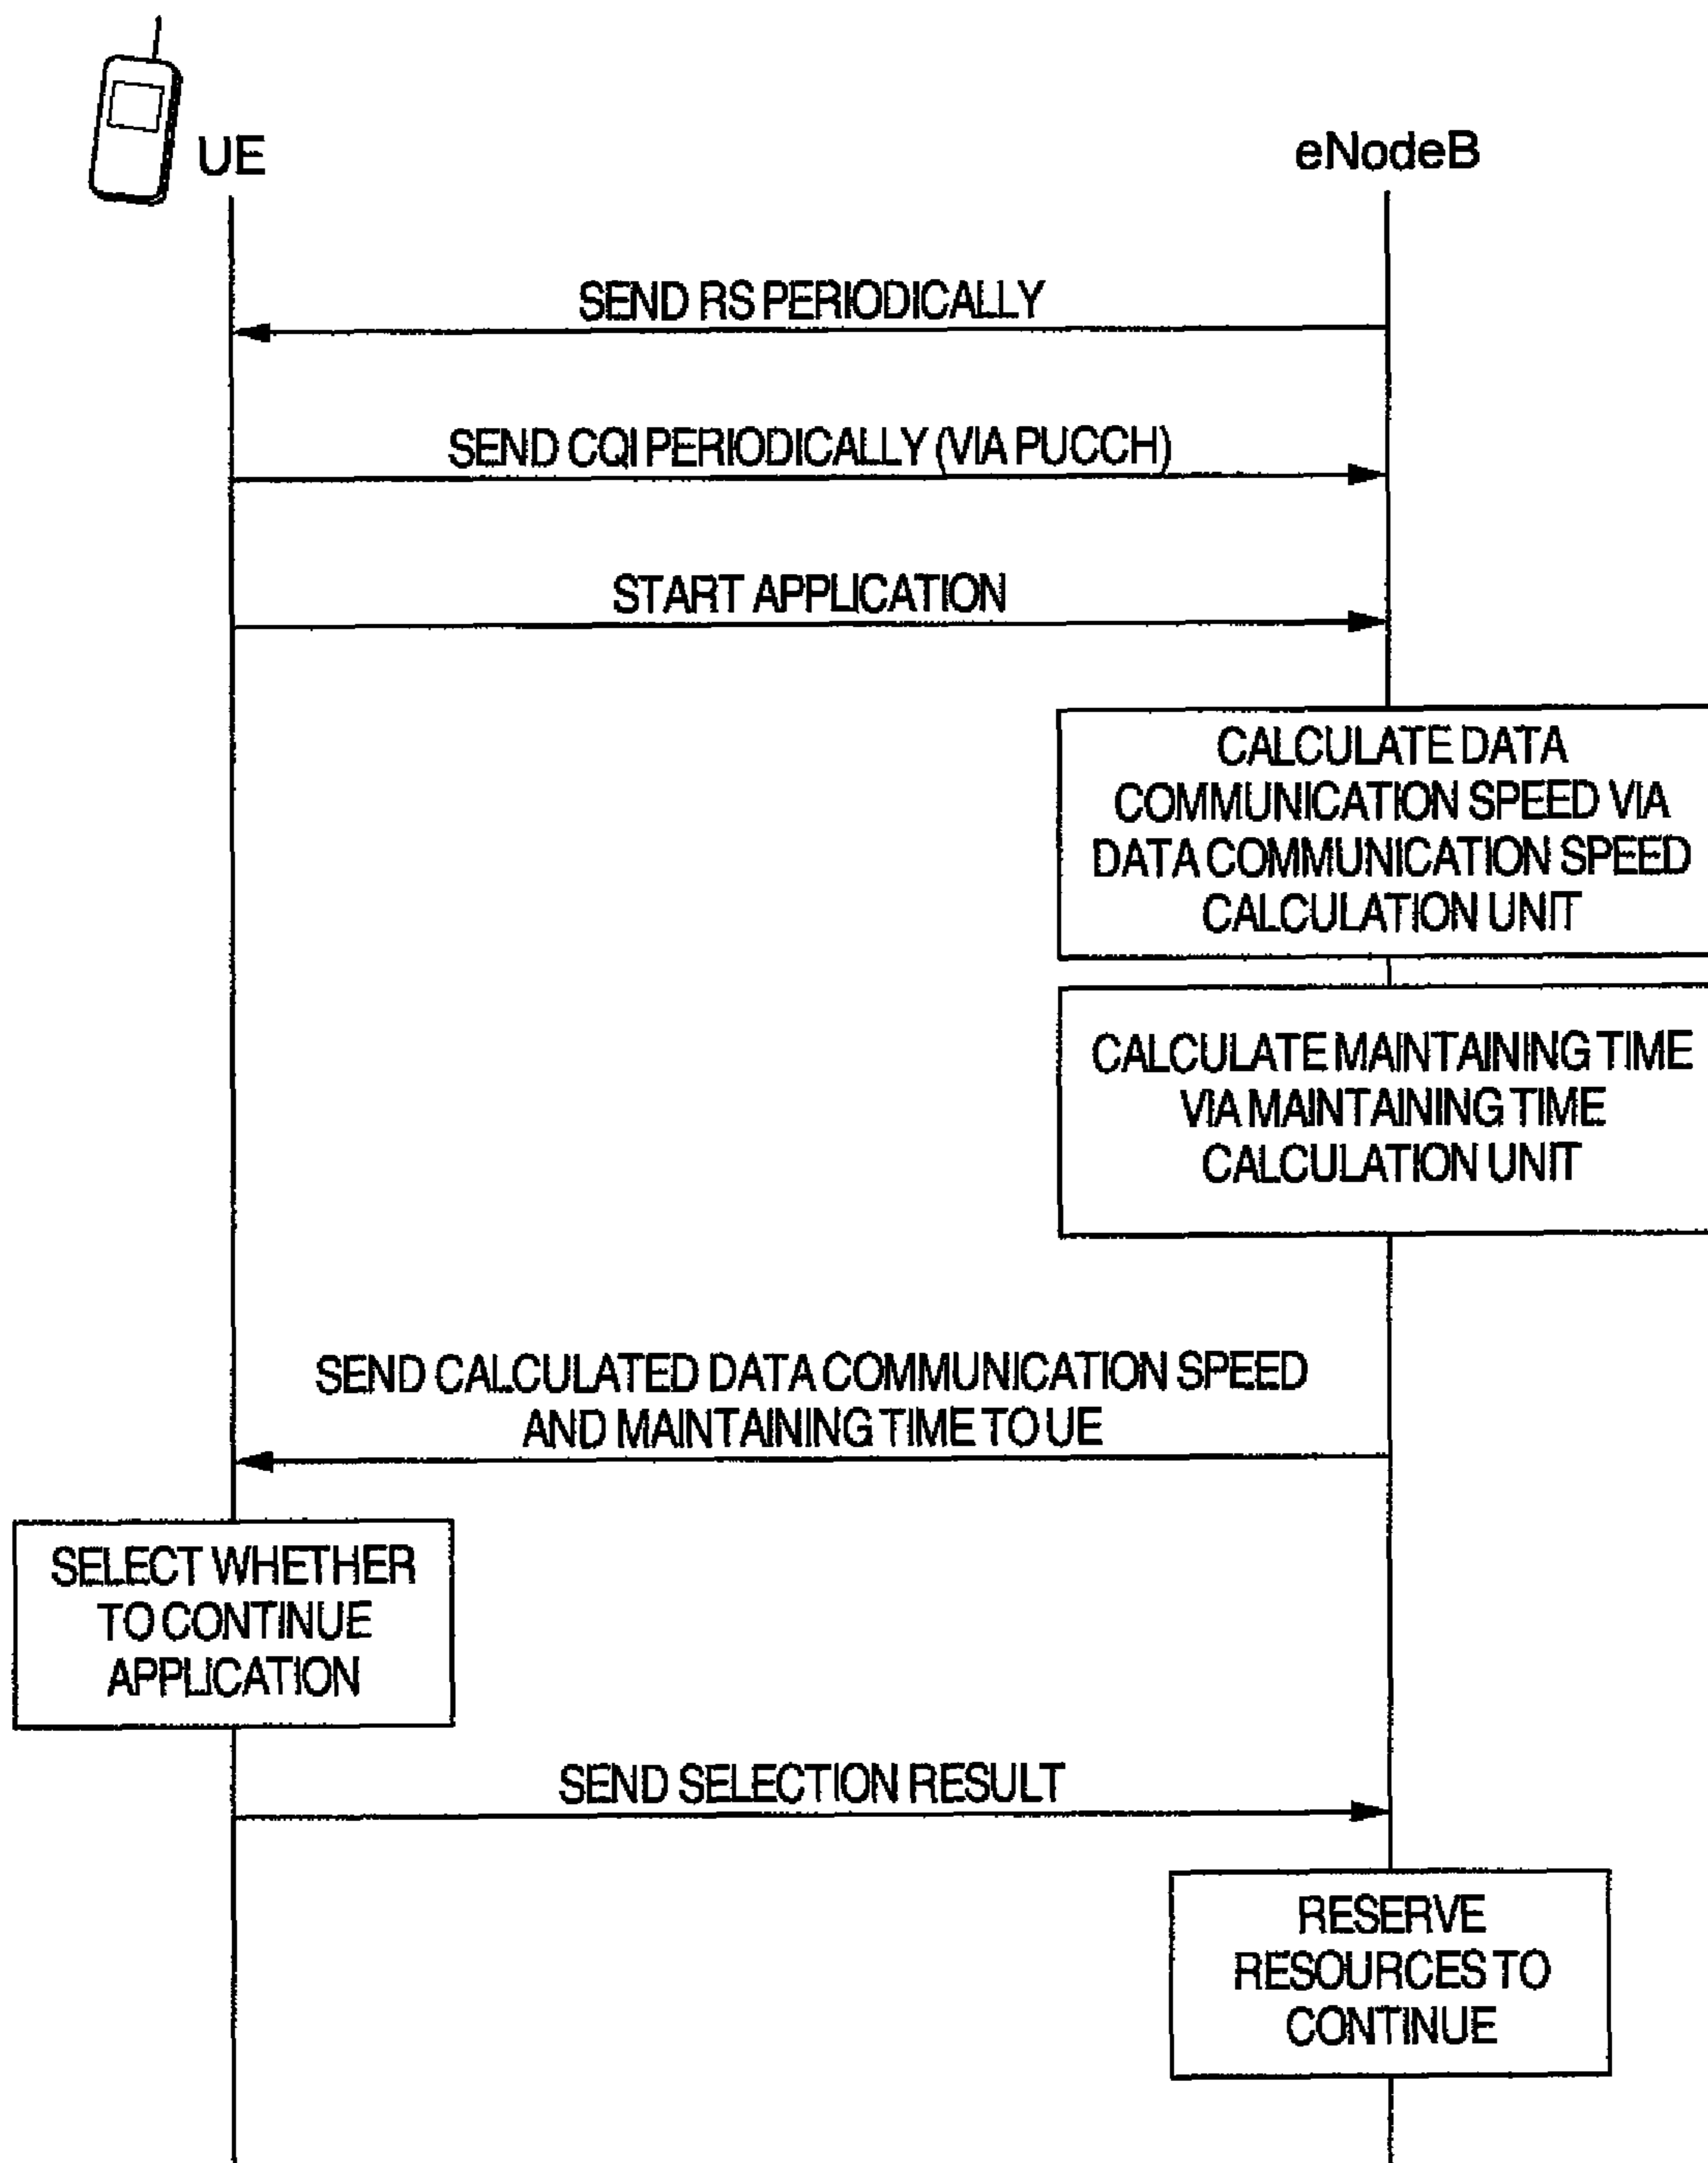 UE
eNodeB
SEND RS PERIODICALLY
SEND CQI PERIODICALLY (VIA PUCCH)
START APPLICATION
CALCULATE DATA
COMMUNICATION SPEED VIA
DATA COMMUNICATION SPEED
CALCULATION UNIT
CALCULATE MAINTAINING TIME
VIA MAINTAINING TIME
CALCULATION UNIT
SEND CALCULATED DATA COMMUNICATION SPEED
AND MAINTAINING TIME TO UE
SELECT WHETHER
TO CONTINUE
APPLICATION
SEND SELECTION RESULT
RESERVE
RESOURCES TO
CONTINUE